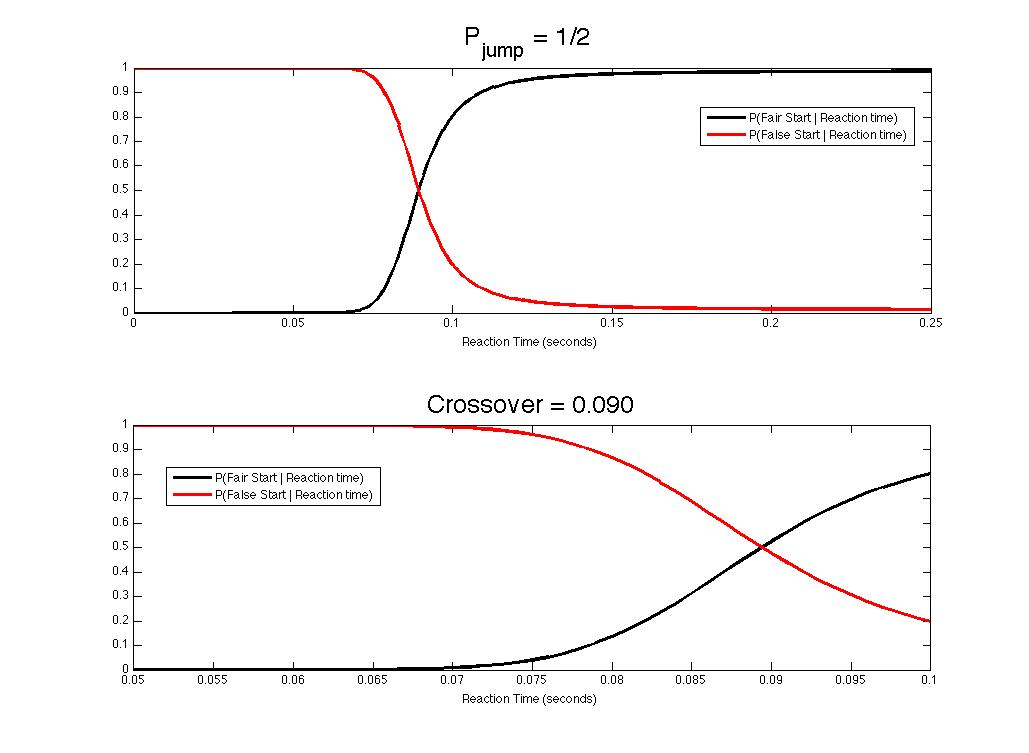 P_jump = 1/2
1
0.9
0.8
0.7
0.6
0.5
0.4
0.3
0.2
0.1
0
P(Fair Start | Reaction time)
P(False Start | Reaction time)
0 0.05 0.1 0.15 0.2 0.25
Reaction Time (seconds)
Crossover = 0.090
1
0.9
0.8
0.7
0.6
0.5
0.4
0.3
0.2
0.1
0
P(Fair Start | Reaction time)
P(False Start | Reaction time)
0.05 0.055 0.06 0.065 0.07 0.075 0.08 0.085 0.09 0.095 0.1
Reaction Time (seconds)